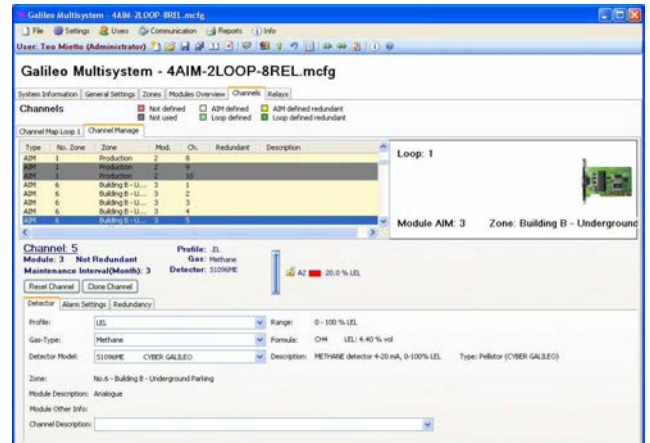 Galileo Multisystem - 4AIM-2LOOP-8REL.mcfg
File Settings Users Communication Reports Info
User: Teo Mietto (Administrator)
Galileo Multisystem - 4AIM-2LOOP-8REL.mcfg
System Information General Settings Zones Modules Overview Channels Relays
Channels
Not defined AIM defined AIM defined redundant
Not used Loop defined Loop defined redundant
Channel Map Loop 1 Channel Manage
Type No. Zone Zone Mod. Ch. Redundant Description
AIM 1 Production 2 8
AIM 1 Production 2 9
AIM 1 Production 2 10
AIM 6 Building B - U... 3 1
AIM 6 Building B - U... 3 2
AIM 6 Building B - U... 3 3
AIM 6 Building B - U... 3 4
AIM 6 Building B - U... 3 5
Loop: 1
Module AIM: 3 Zone: Building B - Underground
Channel: 5 Profile:
Module: 3 Not Redundant Gas: Methane
Maintenance Interval(Month): 3 Detector: S1096ME
A2 20.0 % LEL
Reset Channel Clone Channel
Detector Alarm Settings Redundancy
Profile: LEL Range: 0 - 100 % LEL
Gas-Type: Methane Formula: CH4 LEL: 4.40 % vol
Detector Model: S1096ME CYBER GALILEO Description: METHANE detector 4-20 mA, 0-100% LEL Type: Pellistor (CYBER GALILEO)
Zone: No.6 - Building B - Underground Parking
Module Description: Analogue
Module Other Info:
Channel Description: